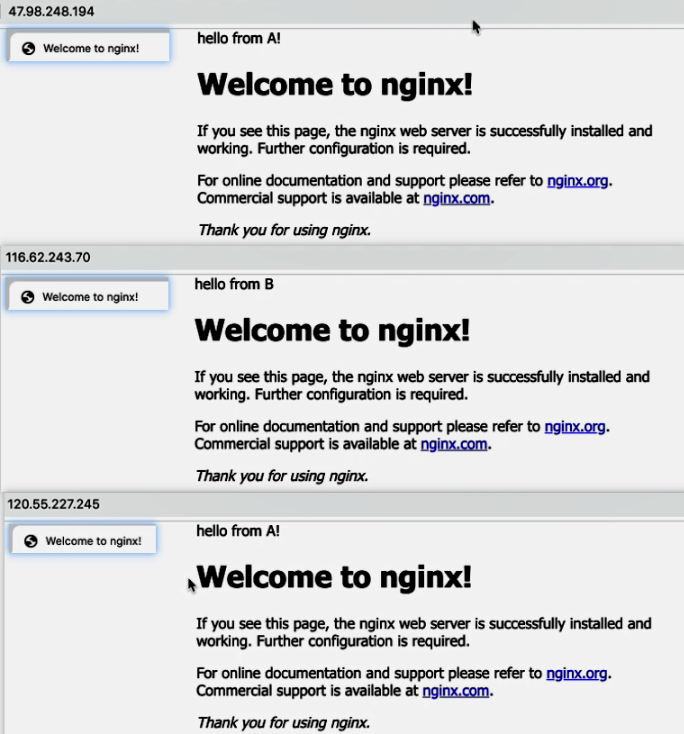 47.98.248.194
Welcome to nginx!
hello from A!
Welcome to nginx!
If you see this page, the nginx web server is successfully installed and
working. Further configuration is required.
For online documentation and support please refer to nginx.org.
Commercial support is available at nginx.com.
Thank you for using nginx.
116.62.243.70
Welcome to nginx!
hello from B
Welcome to nginx!
If you see this page, the nginx web server is successfully installed and
working. Further configuration is required.
For online documentation and support please refer to nginx.org.
Commercial support is available at nginx.com.
Thank you for using nginx.
120.55.227.245
Welcome to nginx!
hello from A!
Welcome to nginx!
If you see this page, the nginx web server is successfully installed and
working. Further configuration is required.
For online documentation and support please refer to nginx.org.
Commercial support is available at nginx.com.
Thank you for using nginx.